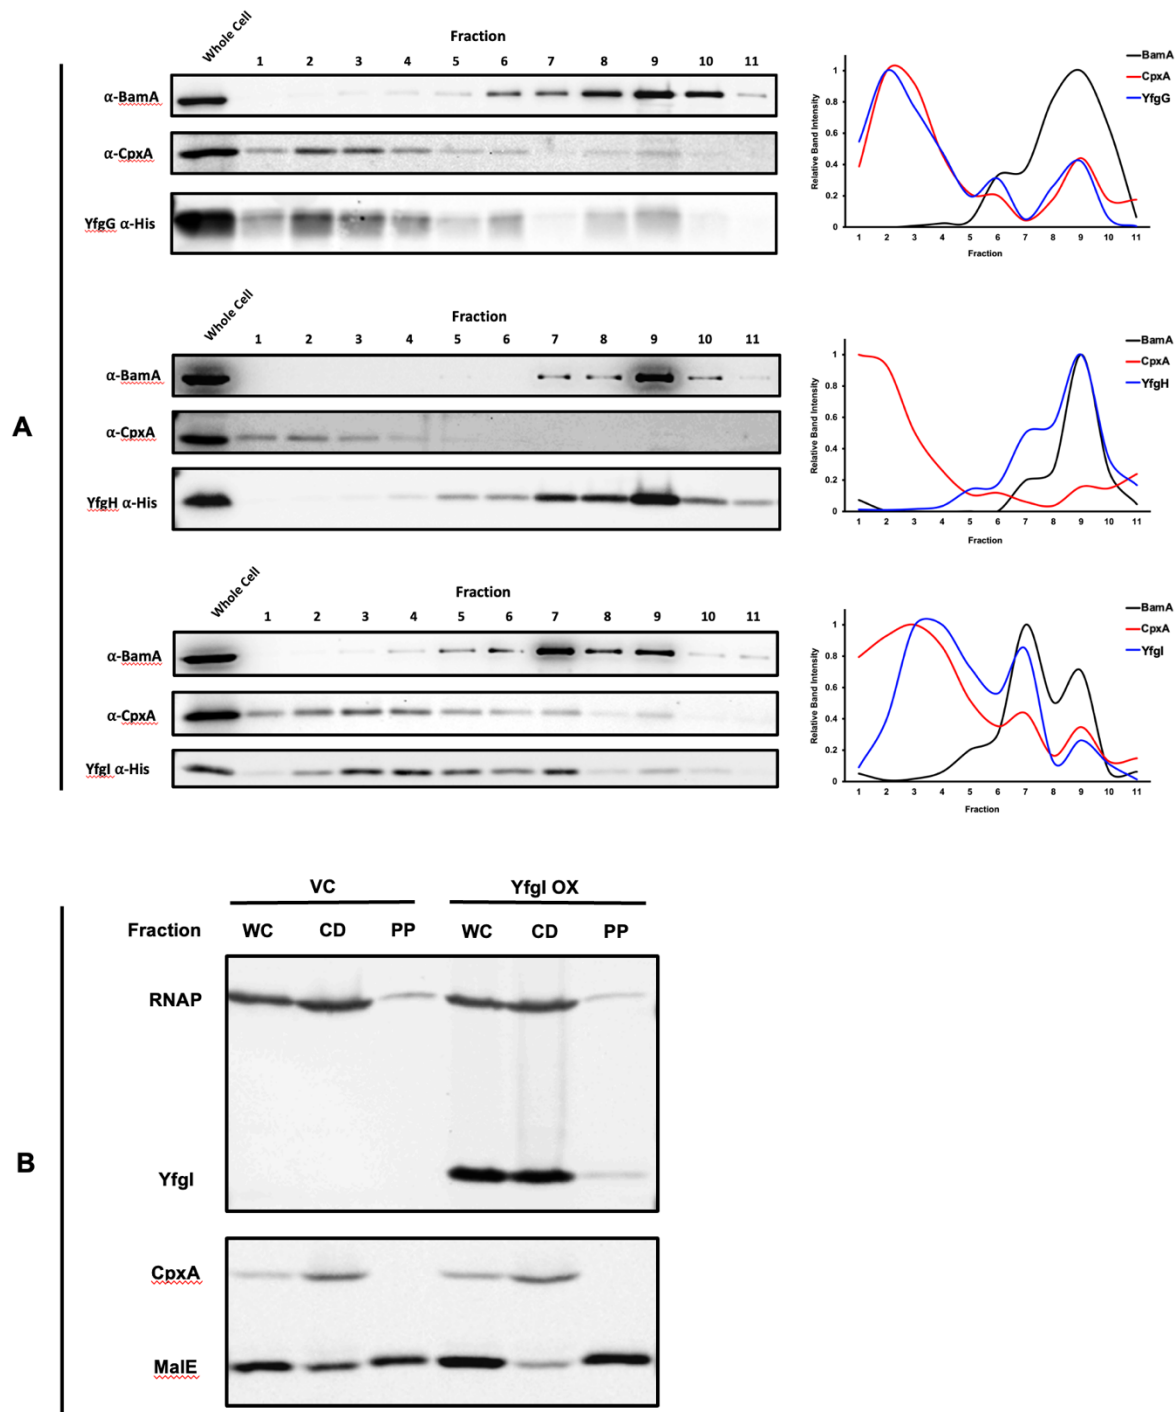 A
Fraction
Whole Cell 1 2 3 4 5 6 7 8 9 10 11
α-BamA
α-CpxA
YfgG α-His
Relative Band Intensity
1
0.8
0.6
0.4
0.2
0
1 2 3 4 5 6 7 8 9 10 11
Fraction
BamA
CpxA
YfgG
Fraction
Whole Cell 1 2 3 4 5 6 7 8 9 10 11
α-BamA
α-CpxA
YfgH α-His
Relative Band Intensity
1
0.8
0.6
0.4
0.2
0
1 2 3 4 5 6 7 8 9 10 11
Fraction
BamA
CpxA
YfgH
Fraction
Whole Cell 1 2 3 4 5 6 7 8 9 10 11
α-BamA
α-CpxA
YfgI α-His
Relative Band Intensity
1
0.8
0.6
0.4
0.2
0
1 2 3 4 5 6 7 8 9 10 11
Fraction
BamA
CpxA
YfgI
B
VC YfgI OX
Fraction WC CD PP WC CD PP
RNAP
YfgI
CpxA
MalE